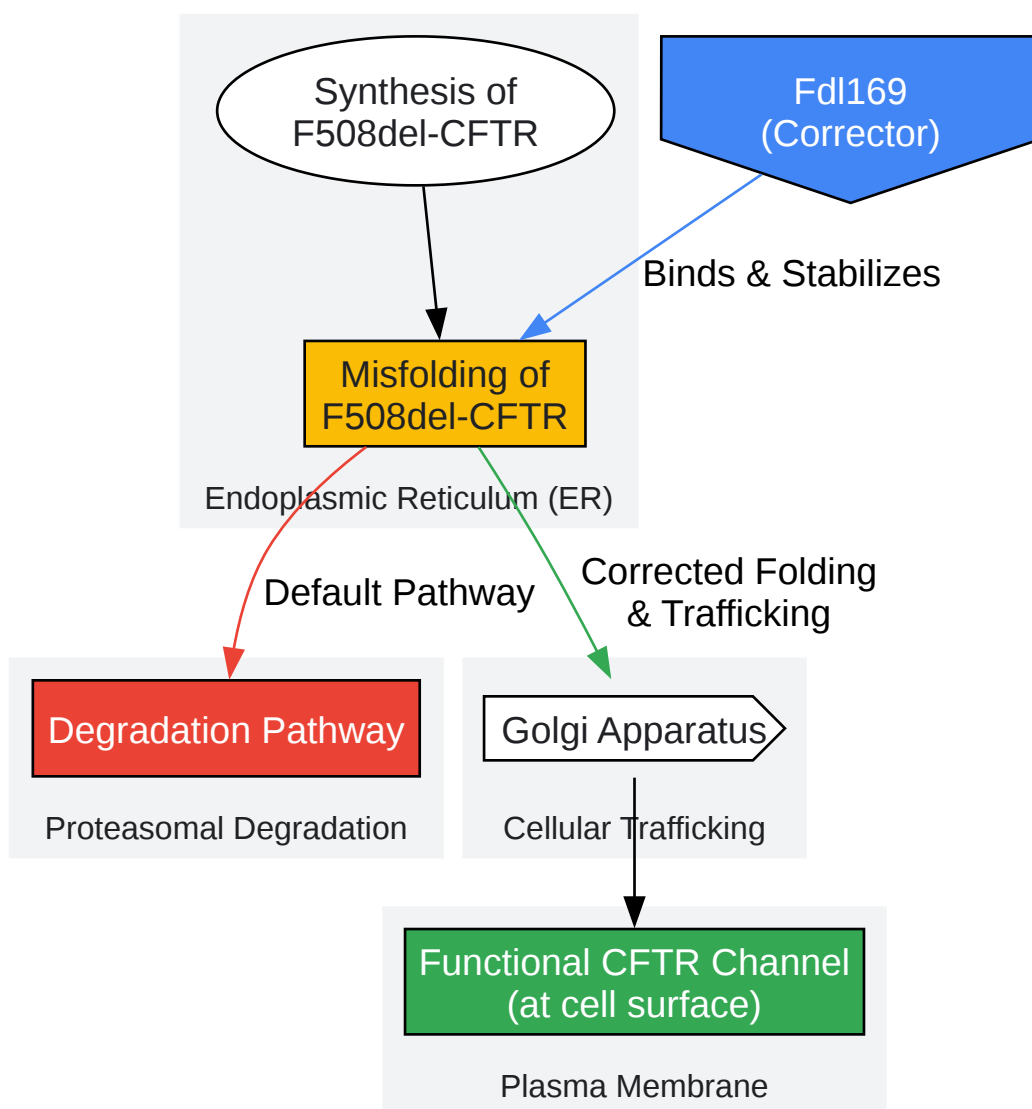 Synthesis of
F508del-CFTR
Fdl169
(Corrector)
Binds & Stabilizes
Misfolding of
F508del-CFTR
Endoplasmic Reticulum (ER)
Default Pathway
Corrected Folding
& Trafficking
Degradation Pathway
Golgi Apparatus
Proteasomal Degradation
Cellular Trafficking
Functional CFTR Channel
(at cell surface)
Plasma Membrane